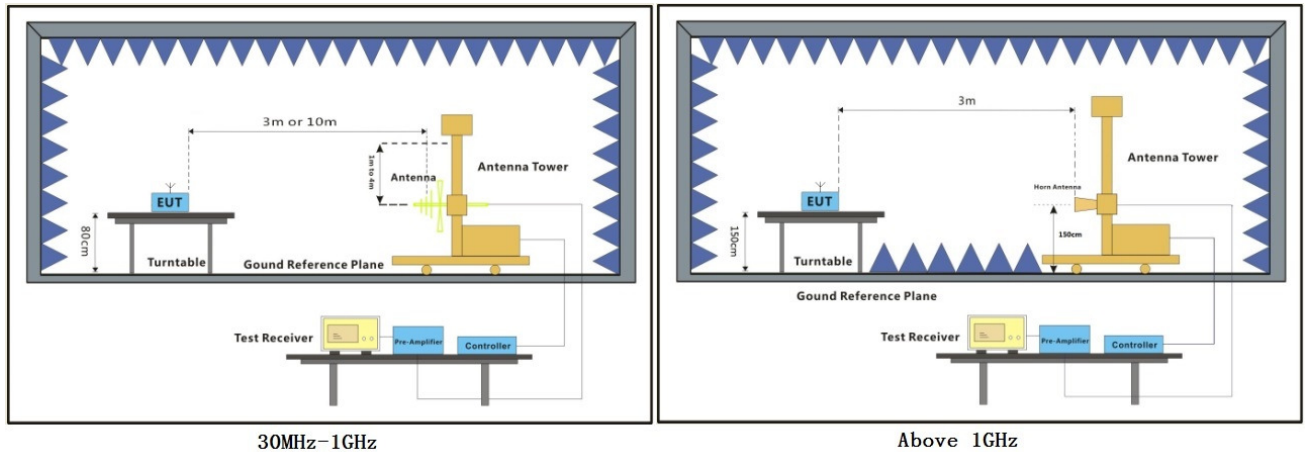 3m or 10m
1m to 4m
Antenna
Antenna Tower
EUT
80cm
Turntable
Gound Reference Plane
Test Receiver
Pre-Amplifier
Controller
30MHz-1GHz
3m
Antenna Tower
Horn Antenna
EUT
150cm
150cm
Turntable
Gound Reference Plane
Test Receiver
Pre-Amplifier
Controller
Above 1GHz